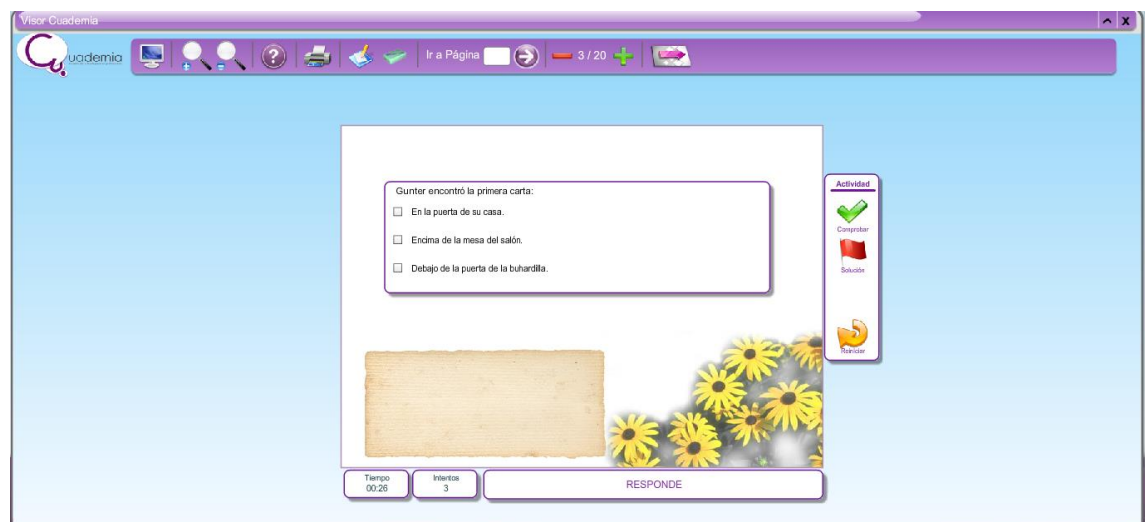 Visor Cuadernia
Cuadernia
Ir a Página
3 / 20
Gunter encontró la primera carta:
En la puerta de su casa.
Encima de la mesa del salón.
Debajo de la puerta de la buhardilla.
Actividad
Comprobar
Solución
Reiniciar
Tiempo
00:26
Intentos
3
RESPONDE